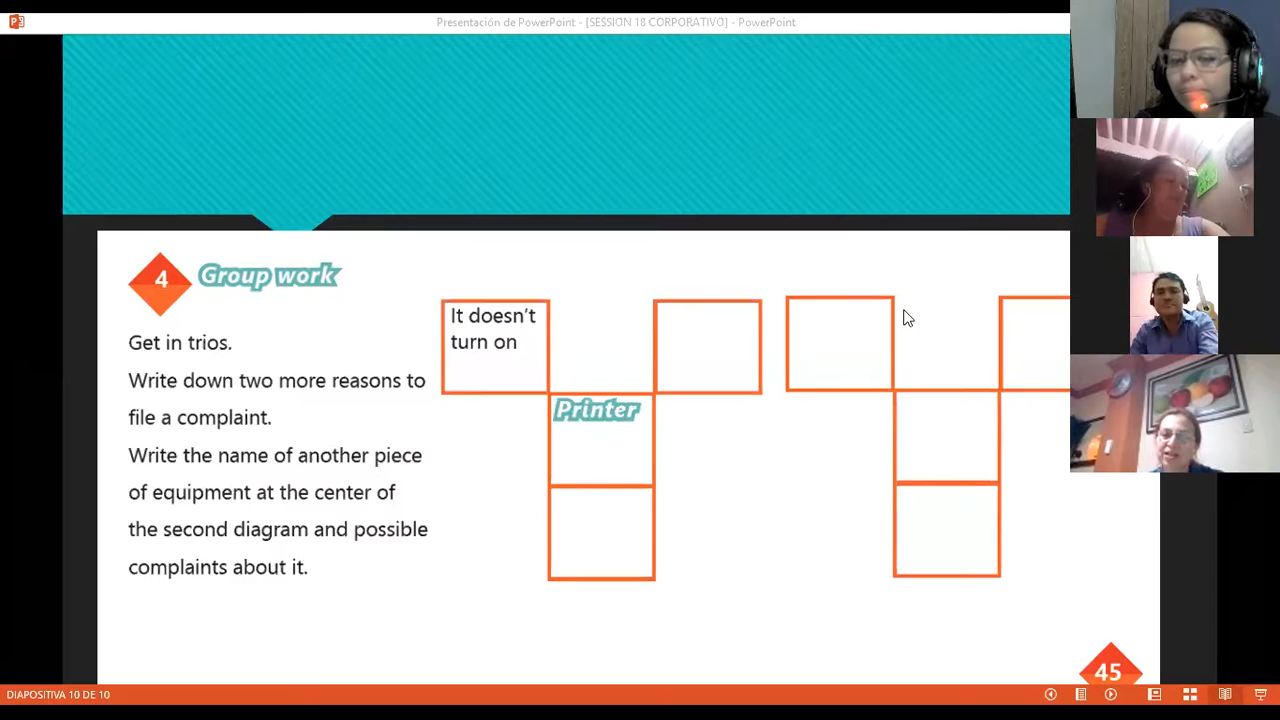 Presentación de PowerPoint - [SESSION 18 CORPORATIVO] - PowerPoint
4 Group work
Get in trios.
Write down two more reasons to
file a complaint.
Write the name of another piece
of equipment at the center of
the second diagram and possible
complaints about it.
It doesn't
turn on
Printer
45
DIAPOSITIVA 10 DE 10